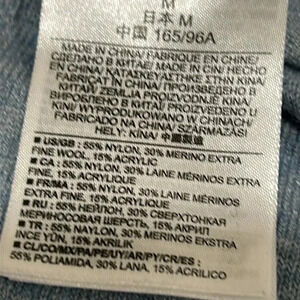 M
日本 M
中国 165/96A
MADE IN CHINA/ FABRIQUE EN CHINE/
СДЕЛАНО В КИТАЕ/ MADE IN/ HECHO
EN CHINA/ ΚΑΤΑΣΚΕΥΑΣΤΗΚΕ ΣΤΗΝ ΚΙΝΑ/
FABRICAT ÎN CHINA/ ПРОИЗВЕДЕНО В
КИТАЙ ZEMLJA PROIZVODNJE KINA/
ВИРОБЛЕНО В КИТАЇ/ PROIZVEDENO U
KINI/ WYPRODUKOWANO W CHINACH/
FABRICADO NA CHINA/ SZÁRMAZÁSI
HELY: KÍNA/ 中國製造
■ US/GB : 55% NYLON, 30% MERINO EXTRA
FINE WOOL, 15% ACRYLIC
■ CA : 55% NYLON, 30% LAINE MÉRINOS EXTRA
FINE, 15% ACRYLIQUE
■ FR/MA : 55% NYLON, 30% LAINE MÉRINOS
EXTRA FINE, 15% ACRYLIQUE
■ RU : 55% НЕЙЛОН, 30% СВЕРХТОНКАЯ
МЕРИНОСОВАЯ ШЕРСТЬ, 15% АКРИЛ
■ TR : 55% NAYLON, 30% MERINOS EKSTRA
İNCE YÜN, 15% AKRİLİK
■ CL/CO/MX/PA/PE/UY/AR/PY/CR/ES :
55% POLIAMIDA, 30% LANA, 15% ACRÍLICO